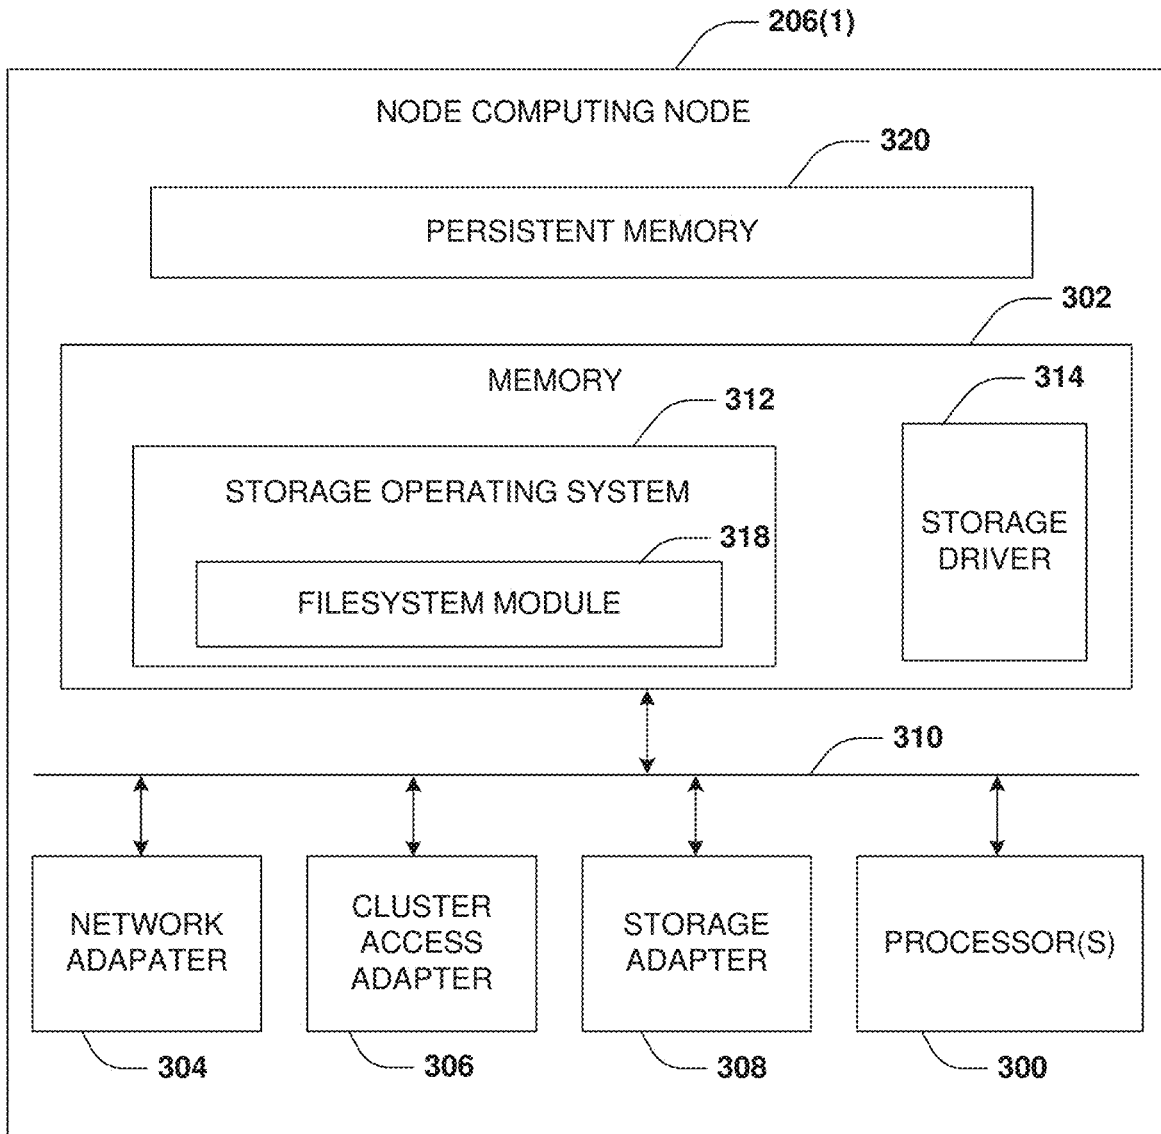 206(1)
NODE COMPUTING NODE
320
PERSISTENT MEMORY
302
MEMORY
314
312
STORAGE OPERATING SYSTEM
STORAGE
DRIVER
318
FILESYSTEM MODULE
310
NETWORK
ADAPATER
CLUSTER
ACCESS
ADAPTER
STORAGE
ADAPTER
PROCESSOR(S)
304
306
308
300